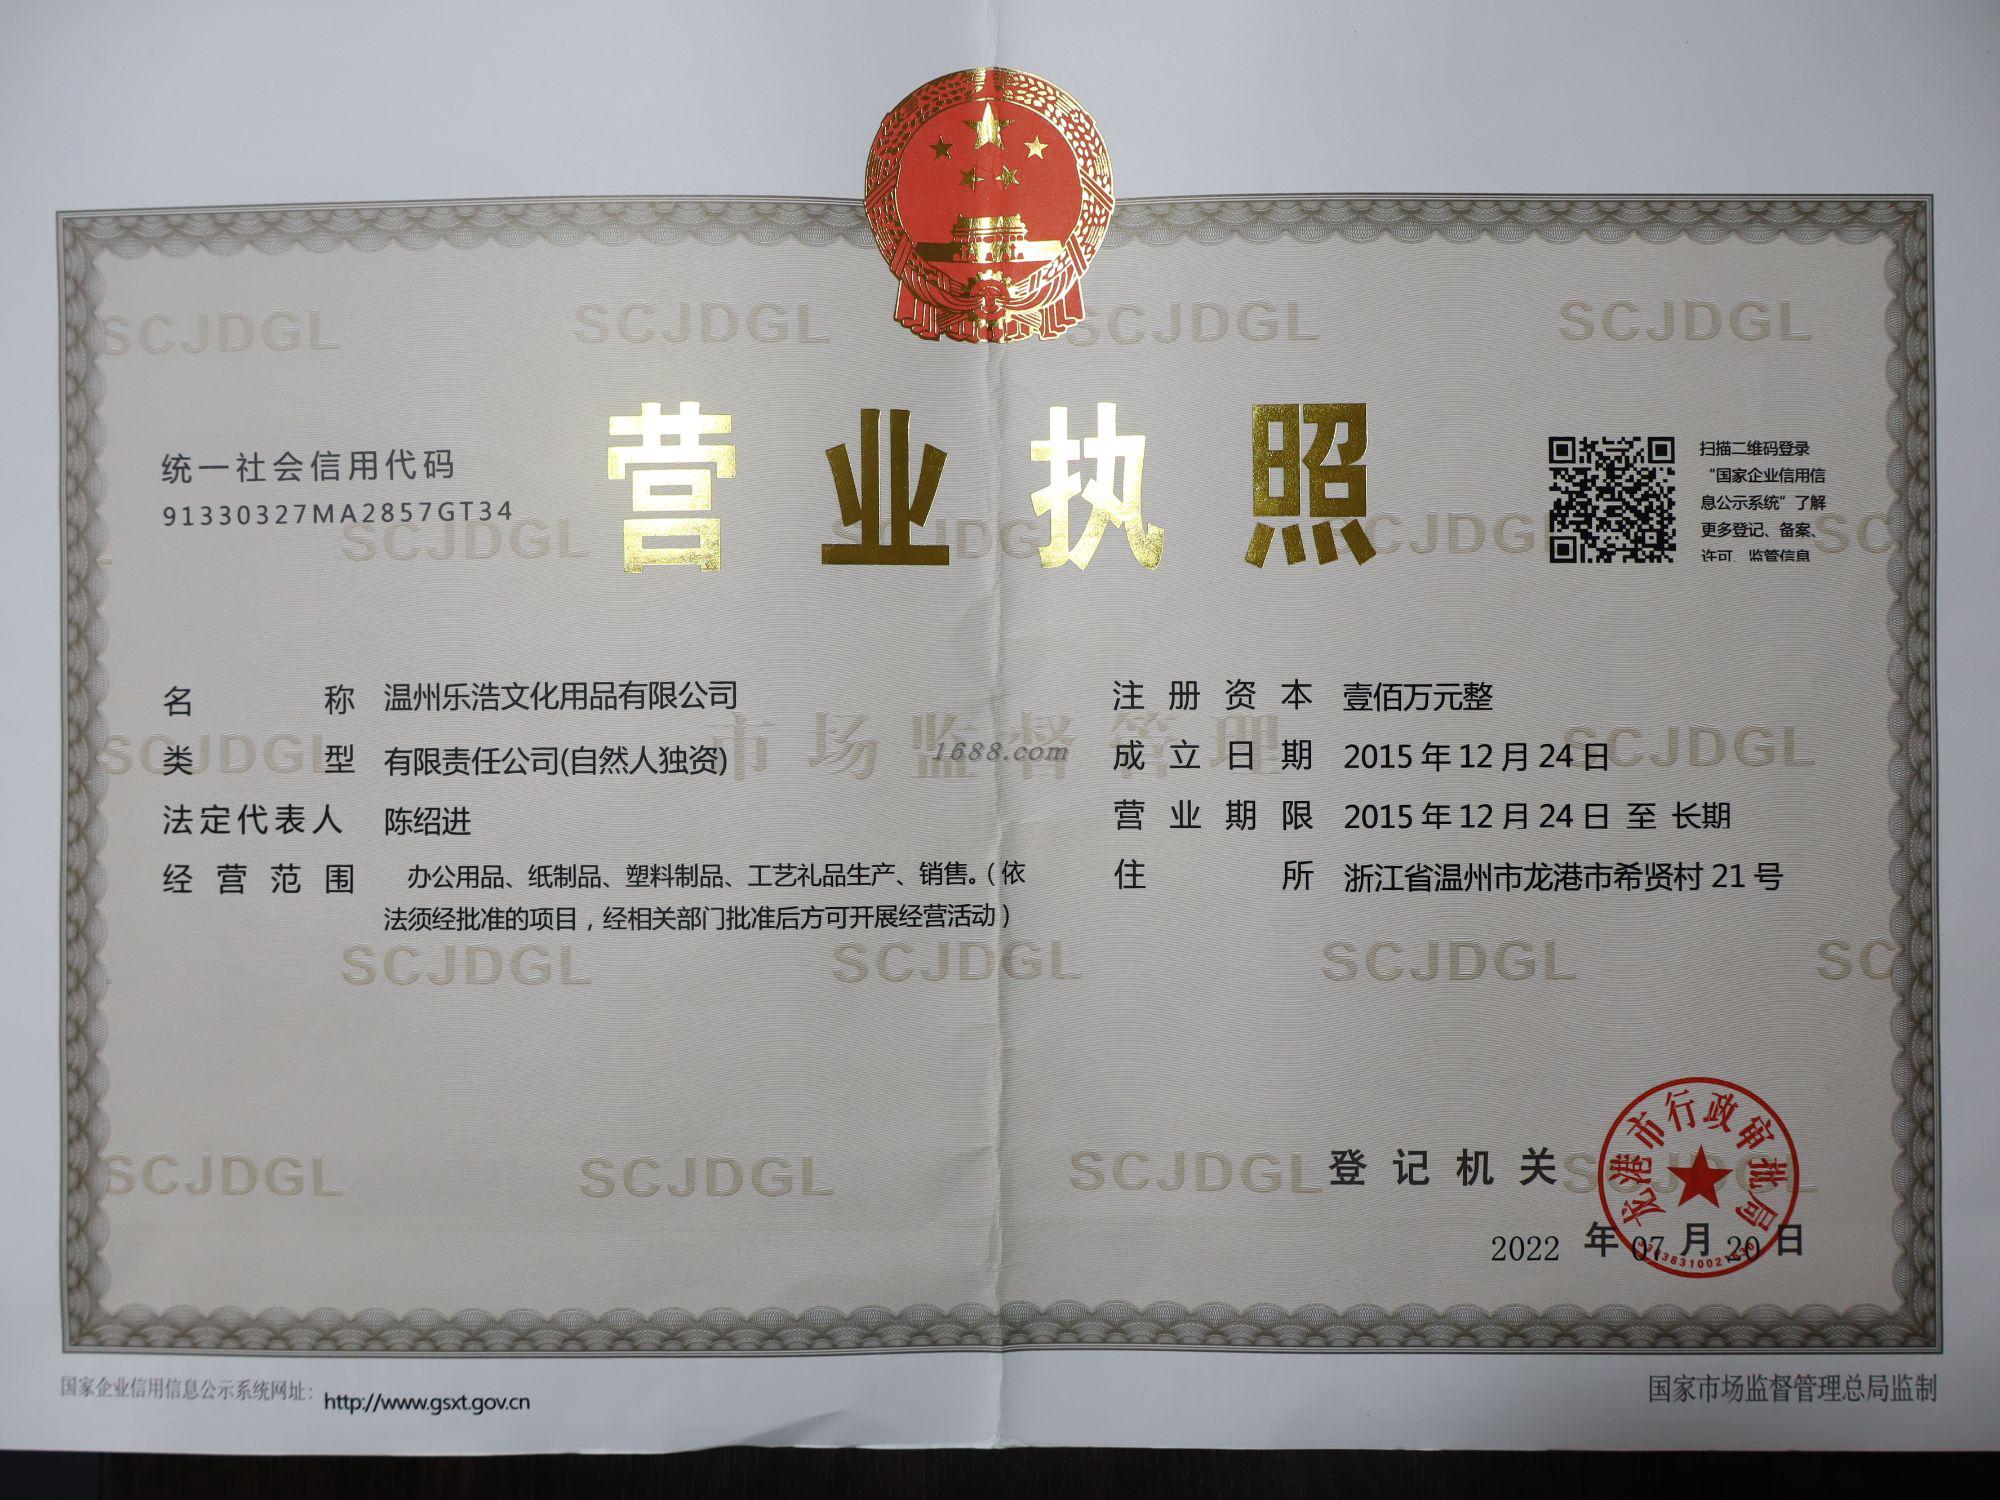 营业执照
统一社会信用代码
91330327MA2857GT34
扫描二维码登录
“国家企业信用信
息公示系统”了解
更多登记、备案、
许可、监管信息
名称 温州乐浩文化用品有限公司
类型 有限责任公司(自然人独资)
法定代表人 陈绍进
经营范围 办公用品、纸制品、塑料制品、工艺礼品生产、销售。(依
法须经批准的项目，经相关部门批准后方可开展经营活动)
注册资本 壹佰万元整
成立日期 2015年12月24日
营业期限 2015年12月24日 至 长期
住所 浙江省温州市龙港市希贤村21号
市场监督管理
1688.com
SCJDGL
登记机关
龙港市行政审批局
2022 年 07 月 20 日
国家企业信用信息公示系统网址：http://www.gsxt.gov.cn
国家市场监督管理总局监制